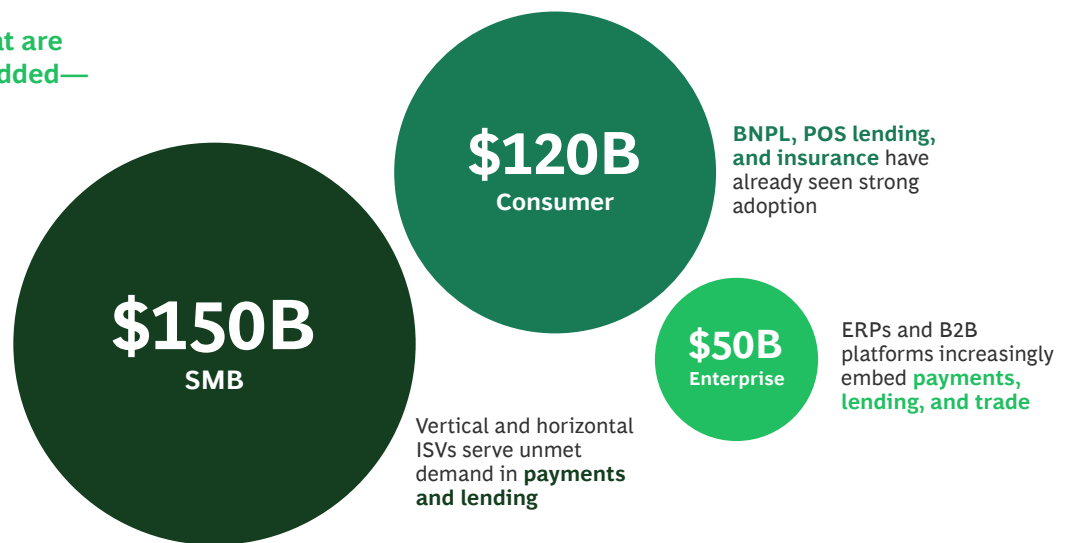 at are
dded—
$120B
Consumer
BNPL, POS lending,
and insurance have
already seen strong
adoption
$150B
SMB
Vertical and horizontal
ISVs serve unmet
demand in payments
and lending
$50B
Enterprise
ERPs and B2B
platforms increasingly
embed payments,
lending, and trade